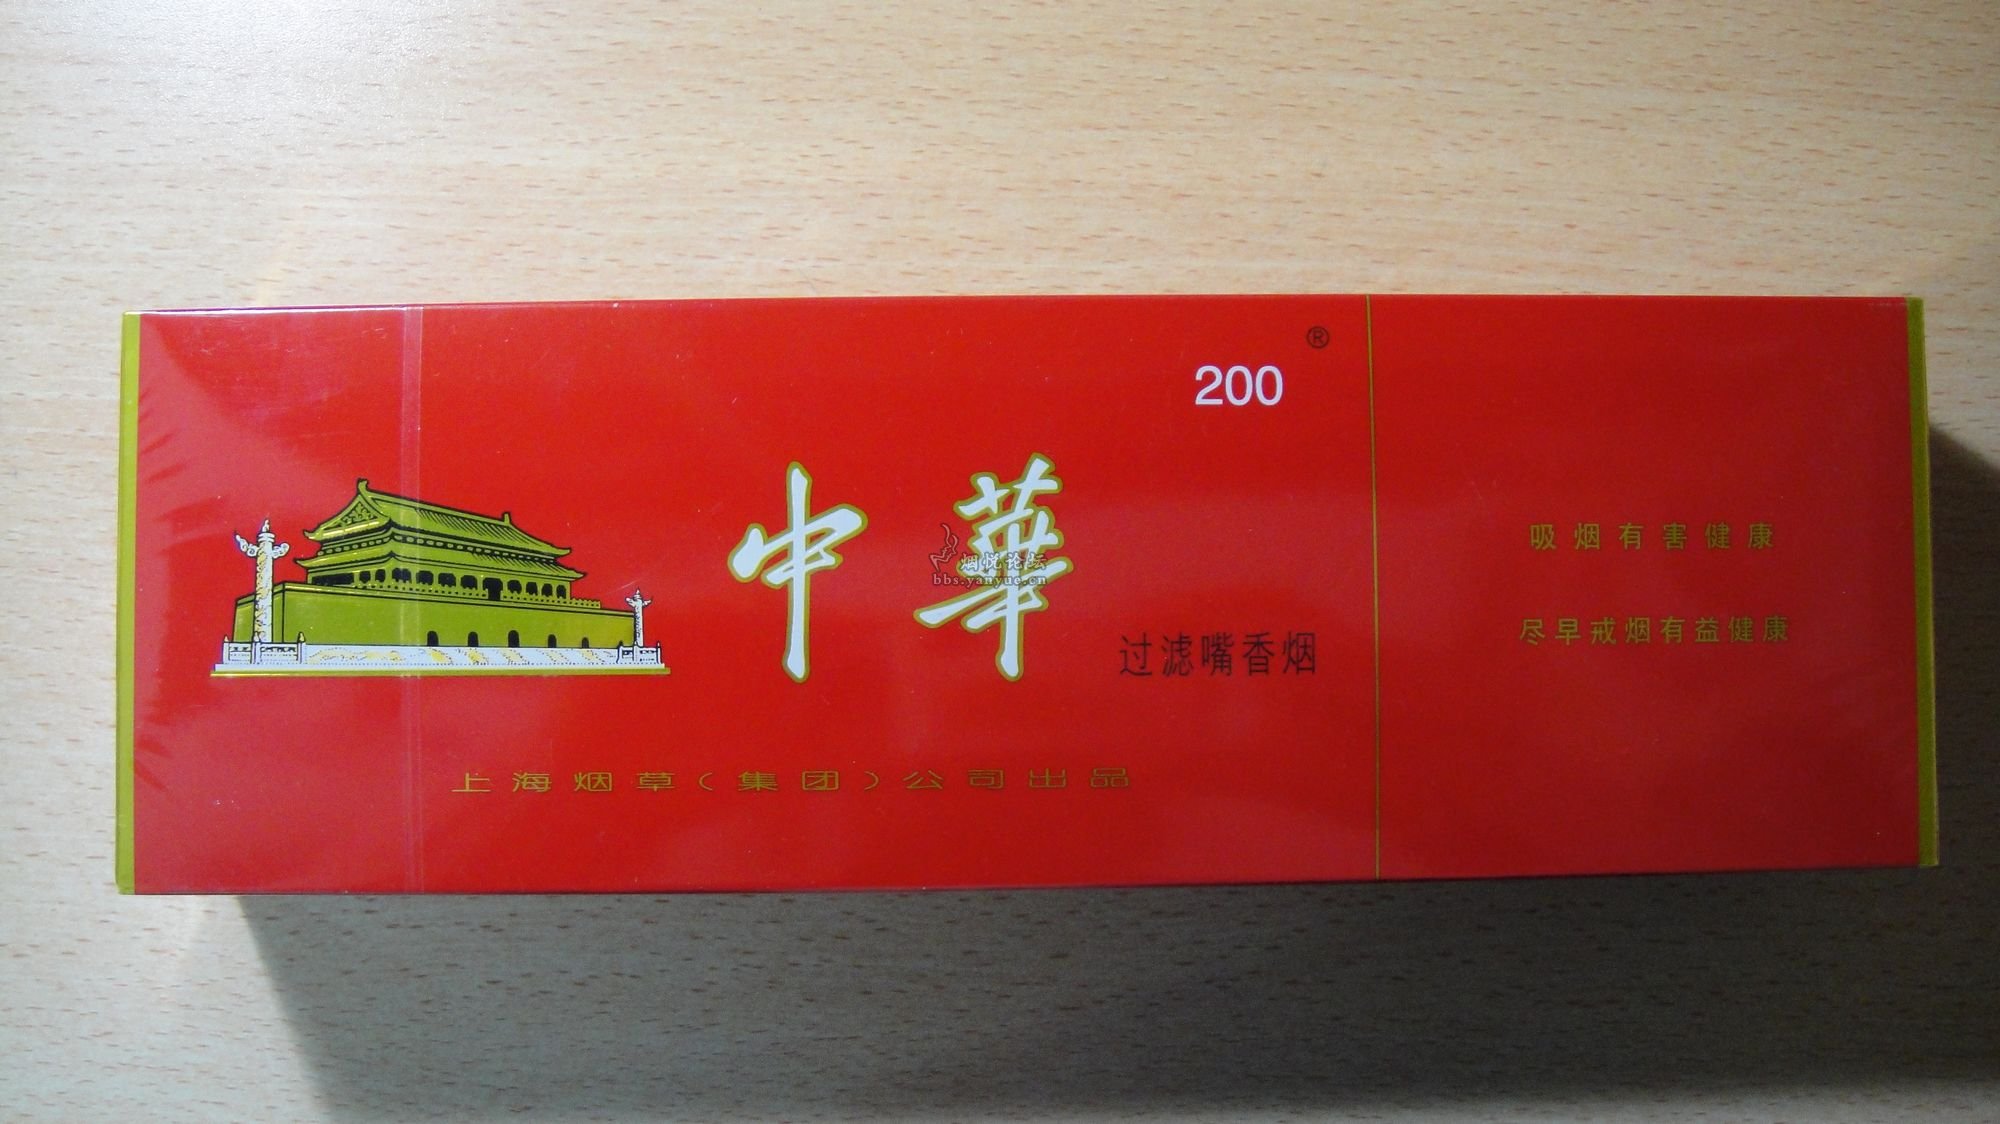 ®
200
中華
烟悦论坛
bbs.yanyue.cn
过滤嘴香烟
上海烟草(集团)公司出品
吸烟有害健康
尽早戒烟有益健康